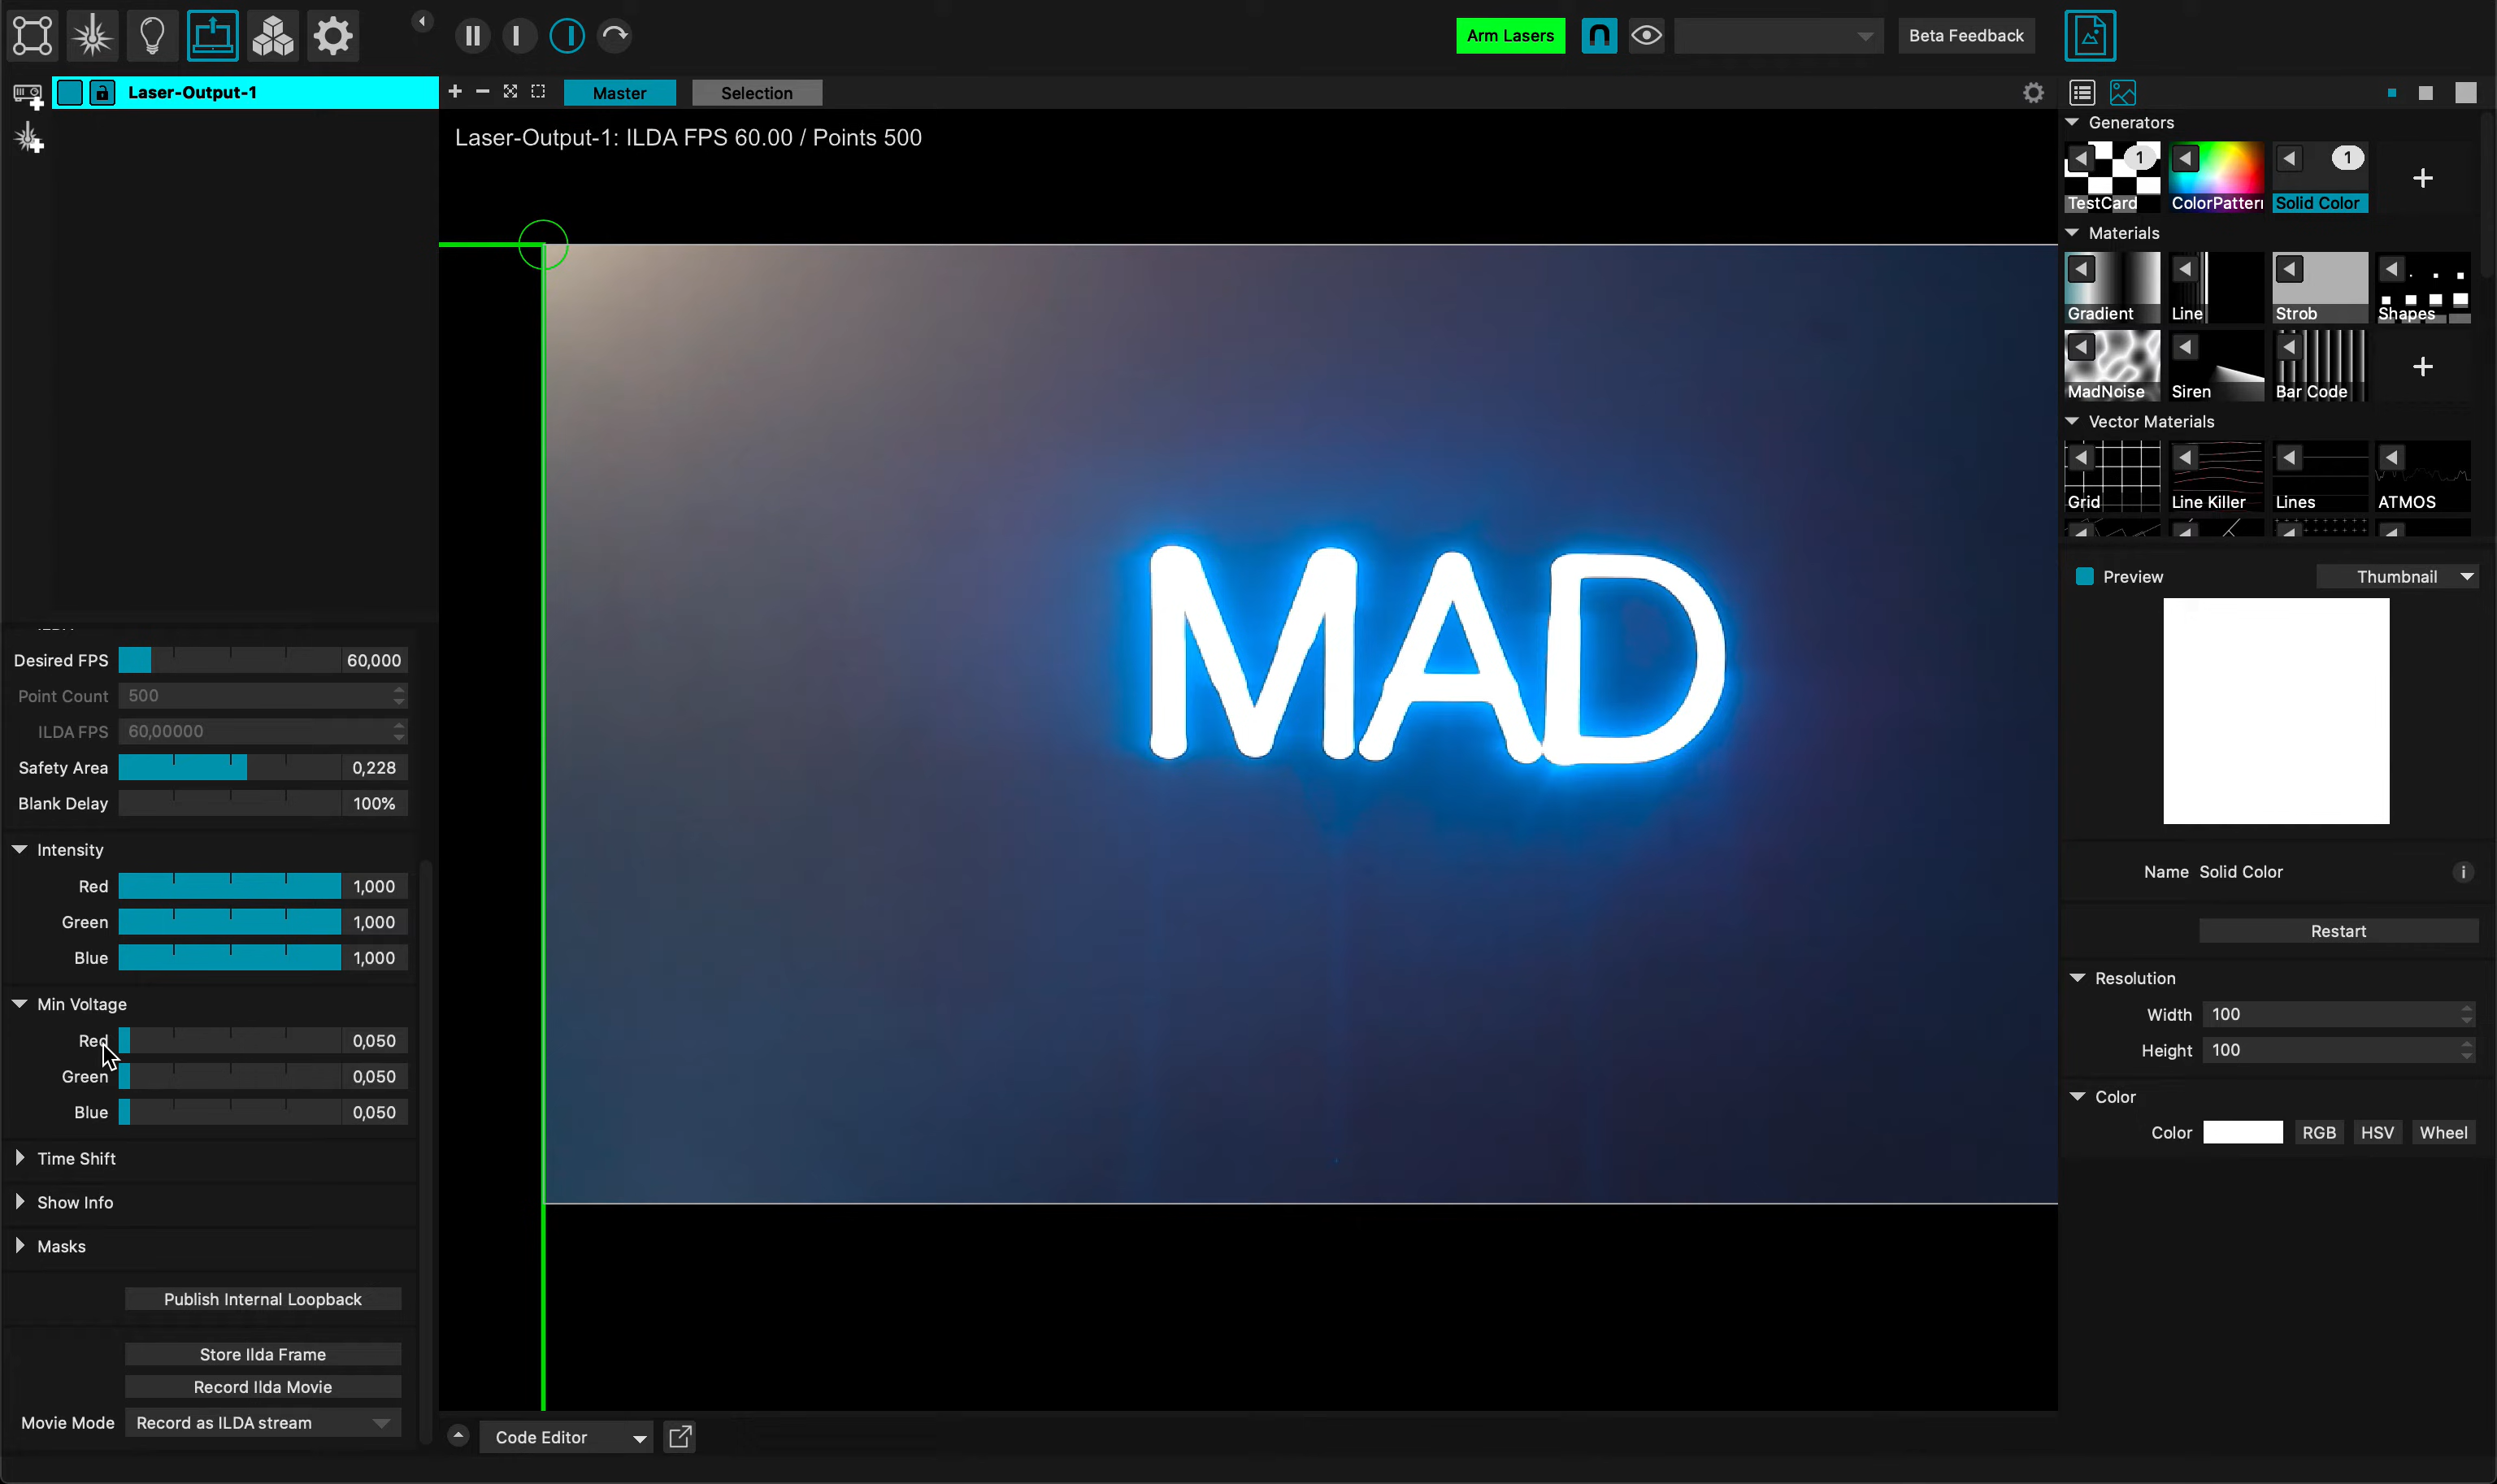 Arm Lasers
Beta Feedback
Laser-Output-1
Master
Selection
Laser-Output-1: ILDA FPS 60.00 / Points 500
MAD
Desired FPS 60,000
Point Count 500
ILDA FPS 60,00000
Safety Area 0,228
Blank Delay 100%
Intensity
Red 1,000
Green 1,000
Blue 1,000
Min Voltage
Red 0,050
Green 0,050
Blue 0,050
Time Shift
Show Info
Masks
Publish Internal Loopback
Store Ilda Frame
Record Ilda Movie
Movie Mode Record as ILDA stream
Code Editor
Generators
1 1
TestCard ColorPattern Solid Color
Materials
Gradient Line Strob Shapes
MadNoise Siren Bar Code
Vector Materials
Grid Line Killer Lines ATMOS
Preview Thumbnail
Name Solid Color
Restart
Resolution
Width 100
Height 100
Color
Color RGB HSV Wheel